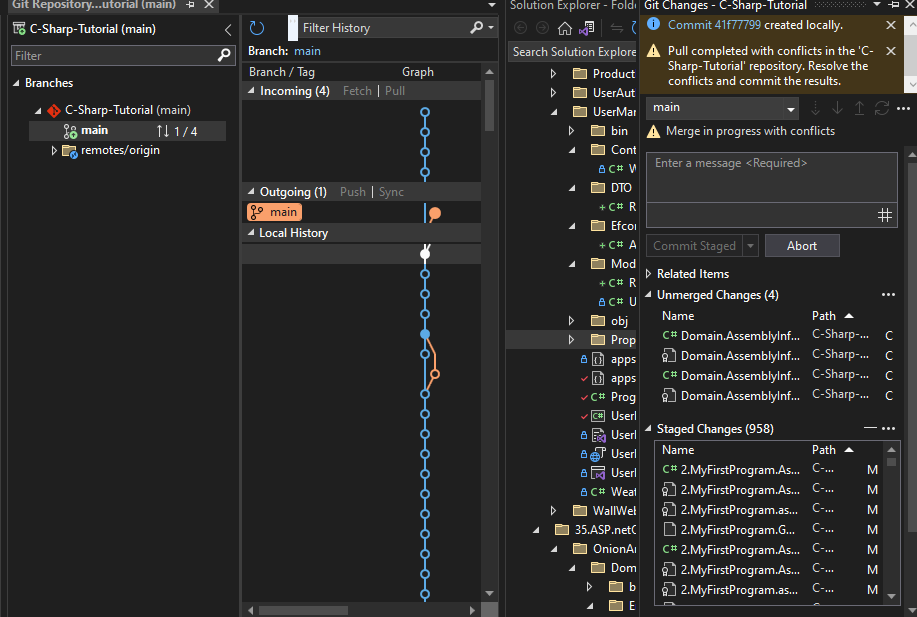 Git Repository...utorial (main)
C-Sharp-Tutorial (main)
Filter
Branches
C-Sharp-Tutorial (main)
main
1 / 4
remotes/origin
Filter History
Branch: main
Branch / Tag Graph
Incoming (4) Fetch | Pull
Outgoing (1) Push | Sync
main
Local History
Solution Explorer - Folde
Search Solution Explore
Product
UserAut
UserMar
bin
Cont
C# W
DTO
+ C# R
Efcor
+ C# A
Mod
+ C# R
C# U
obj
Prop
apps
apps
C# Prog
C# UserI
UserI
UserI
UserI
C# Weat
WallWeb
35.ASP.netC
OnionAr
Dom
b
E
Git Changes - C-Sharp-Tutorial
Commit 41f77799 created locally.
Pull completed with conflicts in the 'C-
Sharp-Tutorial' repository. Resolve the
conflicts and commit the results.
main
Merge in progress with conflicts
Enter a message <Required>
Commit Staged
Abort
Related Items
Unmerged Changes (4)
Name Path
C# Domain.AssemblyInf... C-Sharp-... C
Domain.AssemblyInf... C-Sharp-... C
C# Domain.AssemblyInf... C-Sharp-... C
Domain.AssemblyInf... C-Sharp-... C
Staged Changes (958)
Name Path
C# 2.MyFirstProgram.As... C-... M
2.MyFirstProgram.As... C-... M
2.MyFirstProgram.as... C-... M
2.MyFirstProgram.G... C-... M
C# 2.MyFirstProgram.As... C-... M
2.MyFirstProgram.As... C-... M
2.MyFirstProgram.as... C-... M